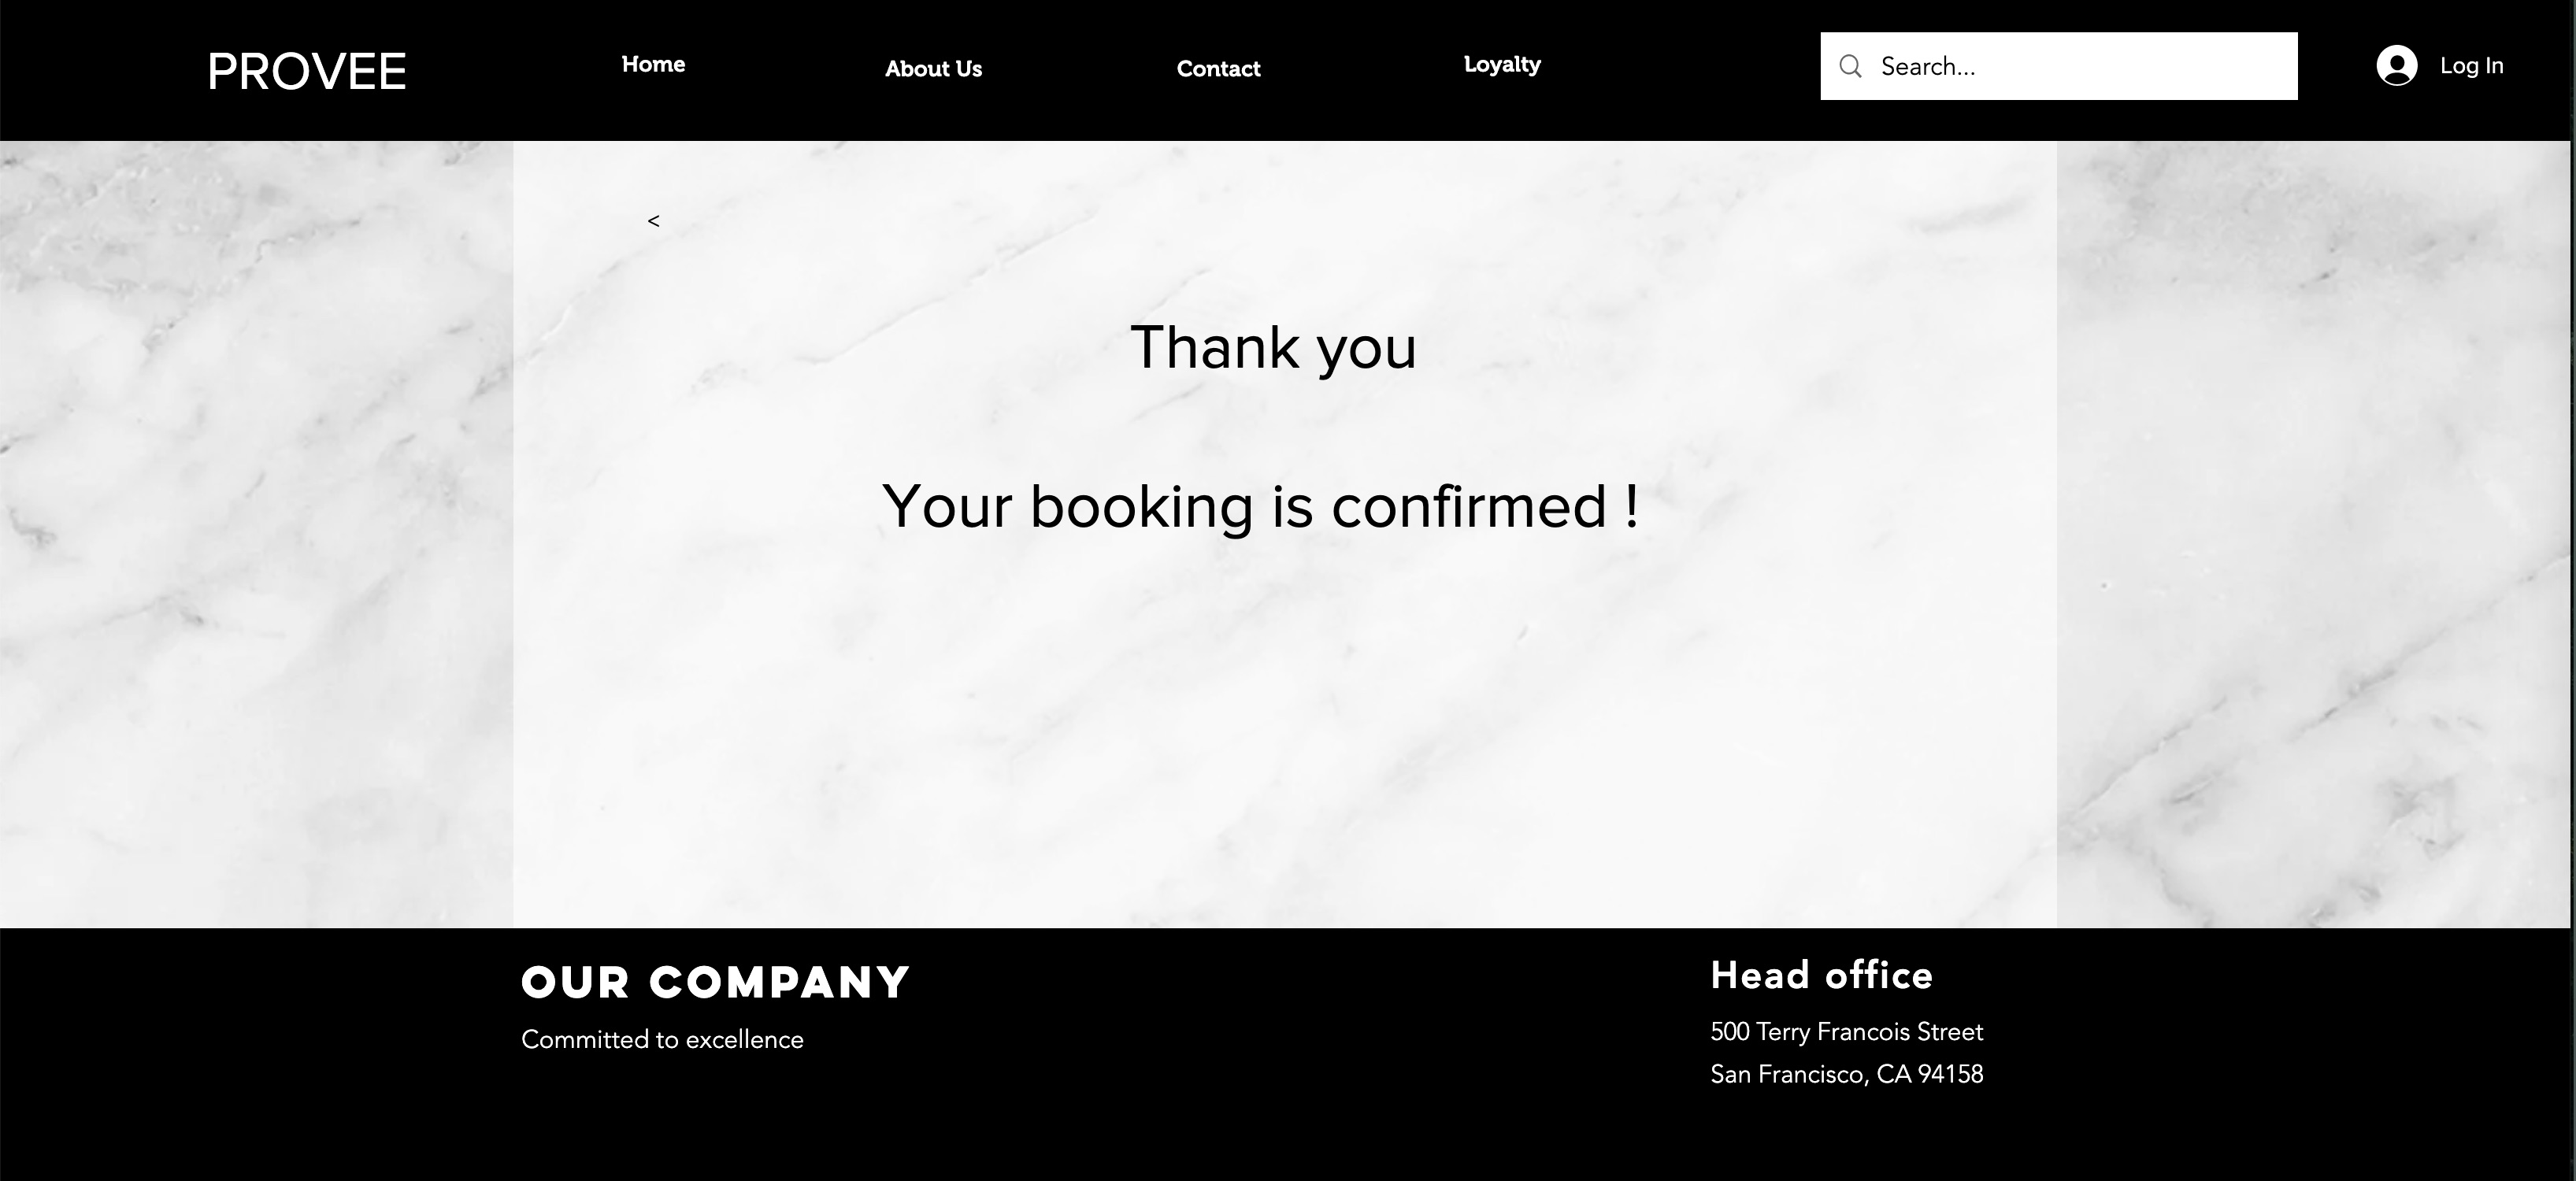 PROVEE
Home
About Us
Contact
Loyalty
Search...
Log In
<
Thank you
Your booking is confirmed !
OUR COMPANY
Committed to excellence
Head office
500 Terry Francois Street
San Francisco, CA 94158